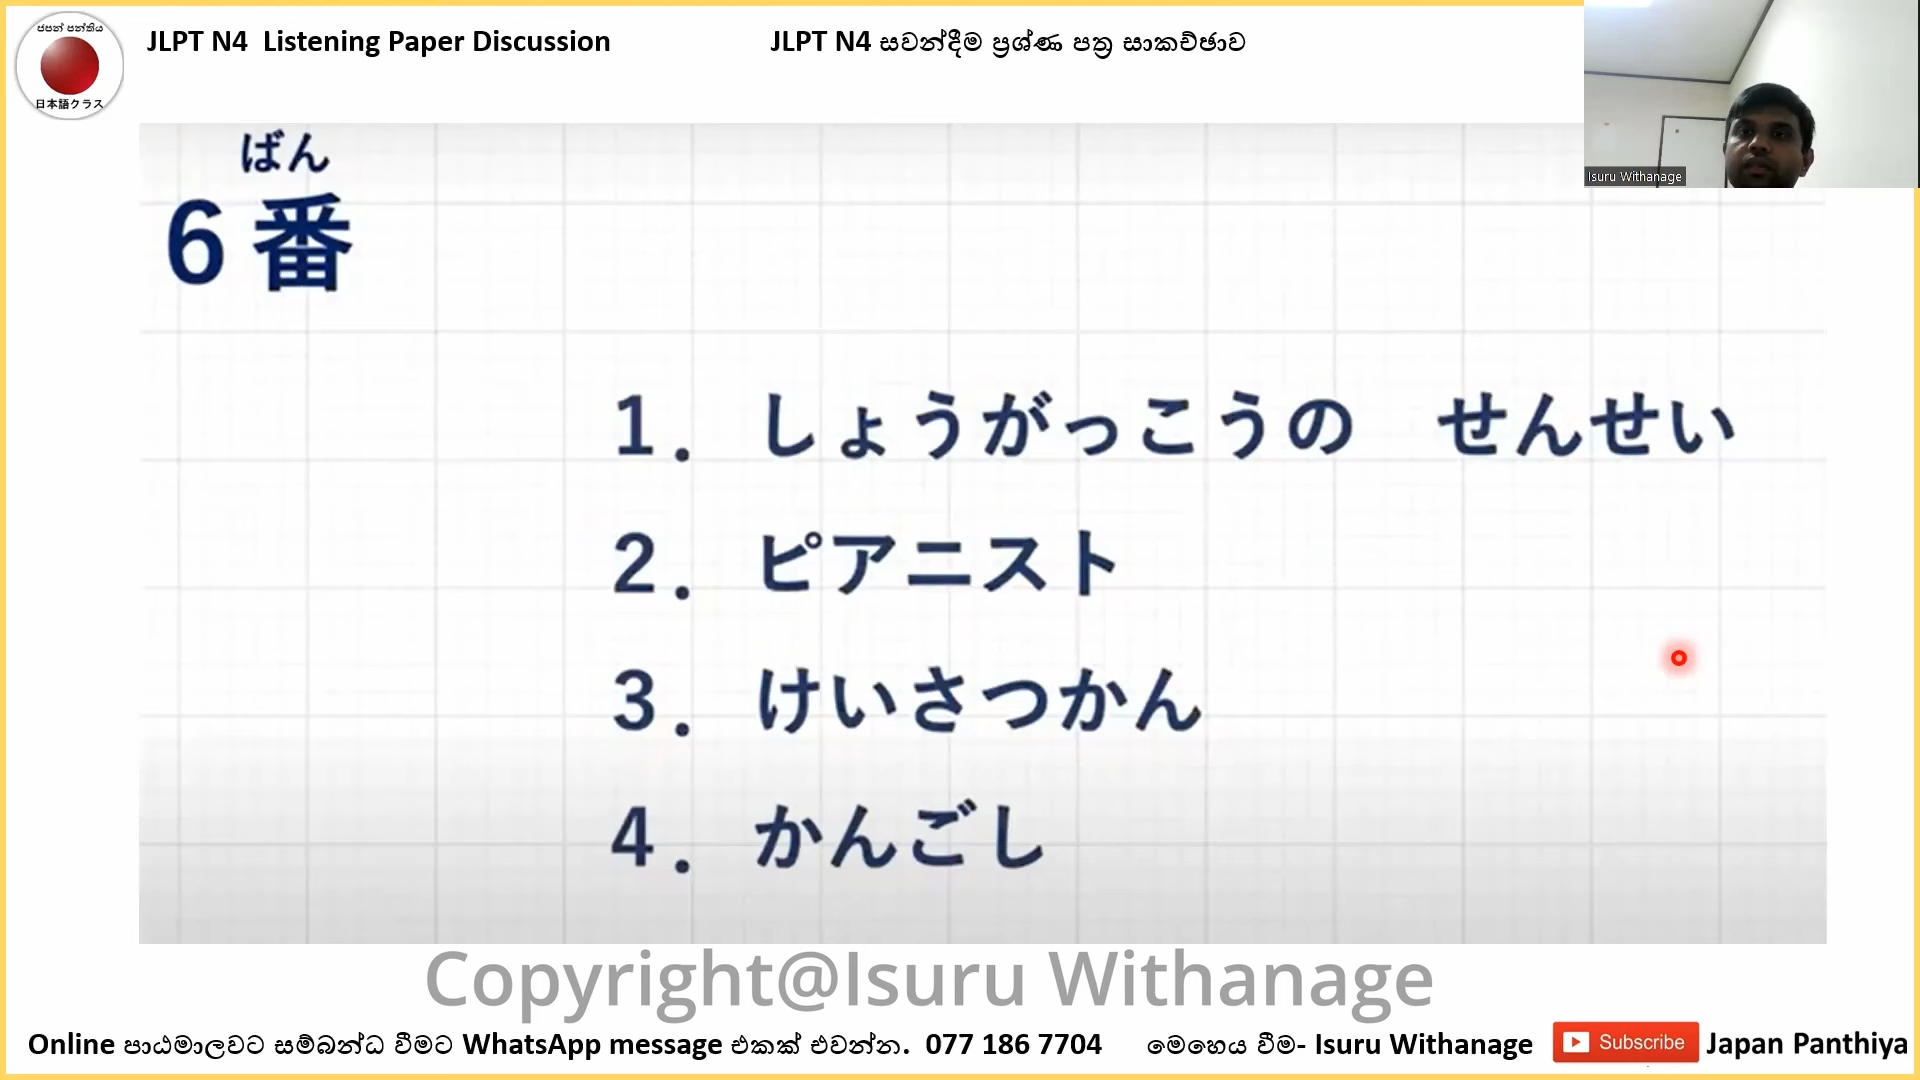 ජපන් පන්තිය
日本語クラス
JLPT N4  Listening Paper Discussion
JLPT N4 සවන්දීම ප්‍රශ්ණ පත්‍ර සාකච්ඡාව
Isuru Withanage
ばん
6番
1. しょうがっこうの　せんせい
2. ピアニスト
3. けいさつかん
4. かんごし
Copyright@Isuru Withanage
Online පාඨමාලවට සම්බන්ධ වීමට WhatsApp message එකක් එවන්න.  077 186 7704
මෙහෙය වීම- Isuru Withanage
Subscribe
Japan Panthiya